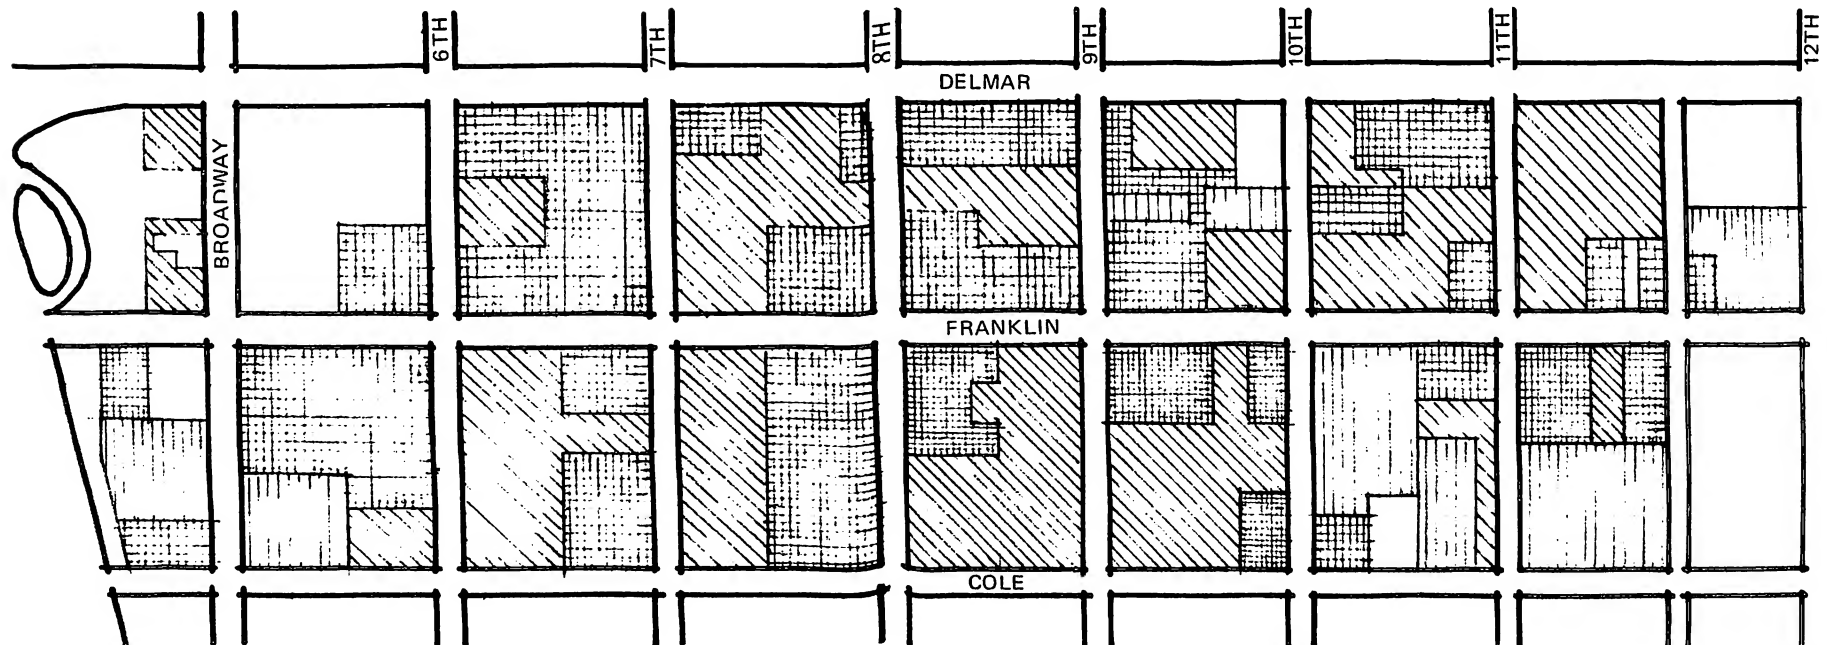 6TH
7TH
8TH
9TH
10TH
11TH
12TH
DELMAR
BROADWAY
FRANKLIN
COLE